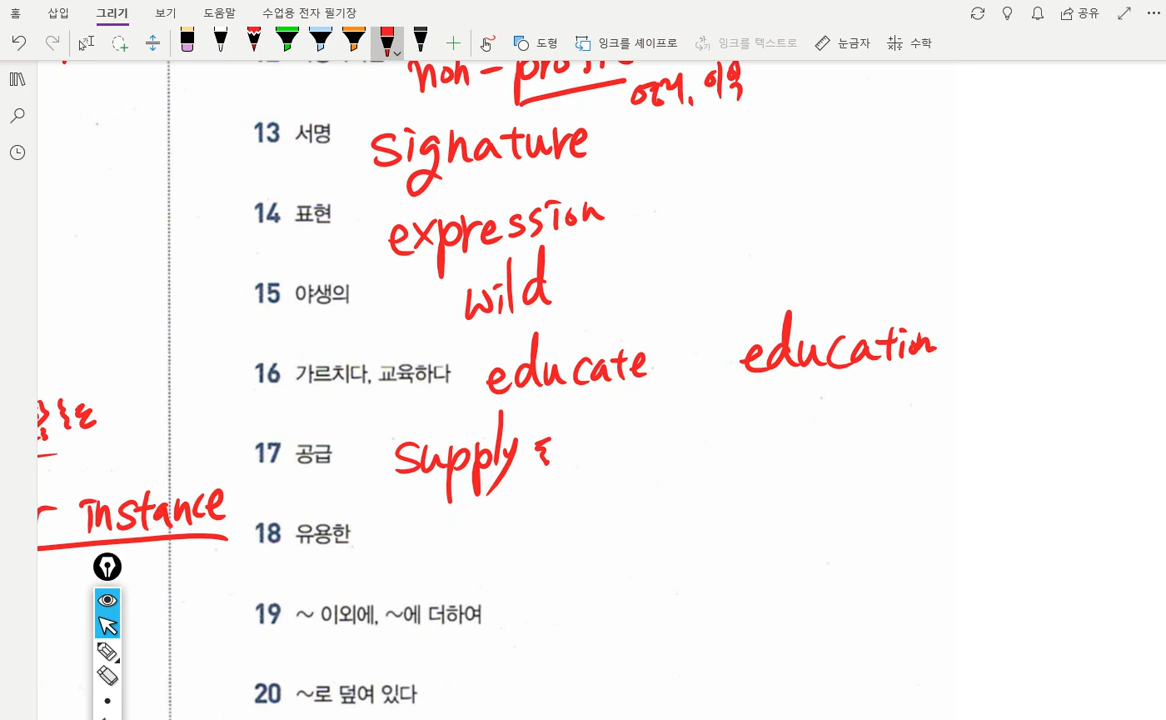 홈 삽입 그리기 보기 도움말 수업용 전자 필기장 공유
도형 잉크를 셰이프로 잉크를 텍스트로 눈금자 수학
non-
연리, 이익
13 서명 signature
14 표현 expression
15 야생의 wild
16 가르치다, 교육하다 educate education
17 공급 supply
instance
18 유용한
19 ~ 이외에, ~에 더하여
20 ~로 덮여 있다